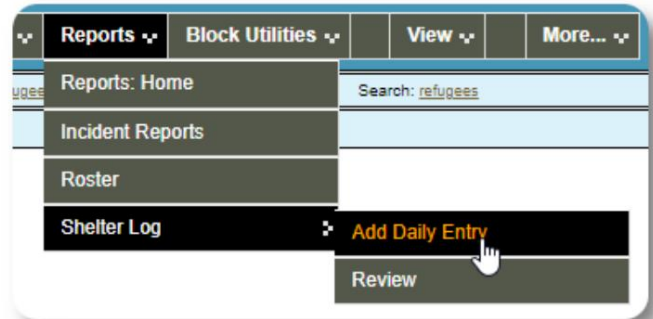 Reports Block Utilities View More...
Reports: Home
Search: refugees
Incident Reports
Roster
Shelter Log
Add Daily Entry
Review